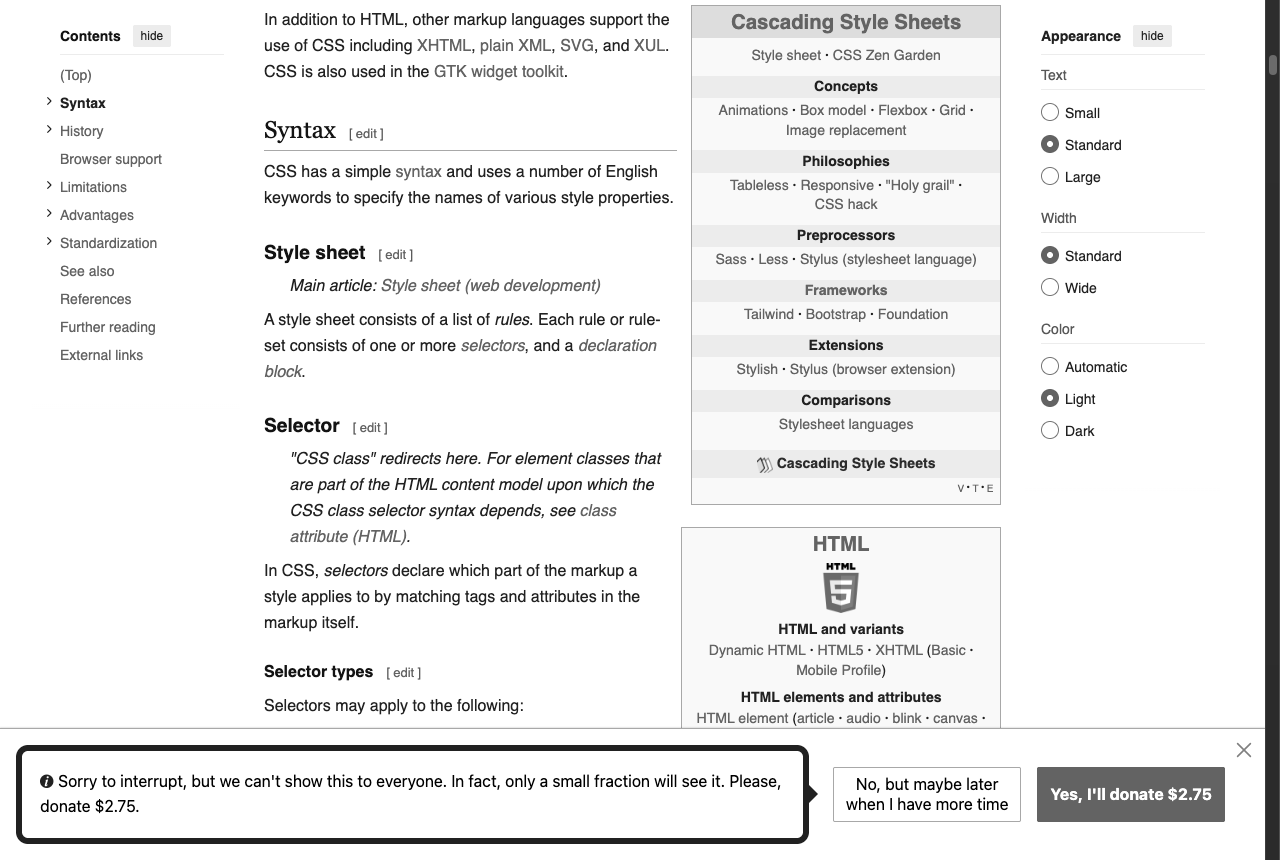 Contents hide
(Top)
Syntax
History
Browser support
Limitations
Advantages
Standardization
See also
References
Further reading
External links
In addition to HTML, other markup languages support the
use of CSS including XHTML, plain XML, SVG, and XUL.
CSS is also used in the GTK widget toolkit.
Syntax [ edit ]
CSS has a simple syntax and uses a number of English
keywords to specify the names of various style properties.
Style sheet [ edit ]
Main article: Style sheet (web development)
A style sheet consists of a list of rules. Each rule or rule-
set consists of one or more selectors, and a declaration
block.
Selector [ edit ]
"CSS class" redirects here. For element classes that
are part of the HTML content model upon which the
CSS class selector syntax depends, see class
attribute (HTML).
In CSS, selectors declare which part of the markup a
style applies to by matching tags and attributes in the
markup itself.
Selector types [ edit ]
Selectors may apply to the following:
Cascading Style Sheets
Style sheet · CSS Zen Garden
Concepts
Animations · Box model · Flexbox · Grid ·
Image replacement
Philosophies
Tableless · Responsive · "Holy grail" ·
CSS hack
Preprocessors
Sass · Less · Stylus (stylesheet language)
Frameworks
Tailwind · Bootstrap · Foundation
Extensions
Stylish · Stylus (browser extension)
Comparisons
Stylesheet languages
Cascading Style Sheets
V · T · E
HTML
HTML
5
HTML and variants
Dynamic HTML · HTML5 · XHTML (Basic ·
Mobile Profile)
HTML elements and attributes
HTML element (article · audio · blink · canvas ·
Appearance hide
Text
Small
Standard
Large
Width
Standard
Wide
Color
Automatic
Light
Dark
Sorry to interrupt, but we can't show this to everyone. In fact, only a small fraction will see it. Please,
donate $2.75.
No, but maybe later
when I have more time
Yes, I'll donate $2.75